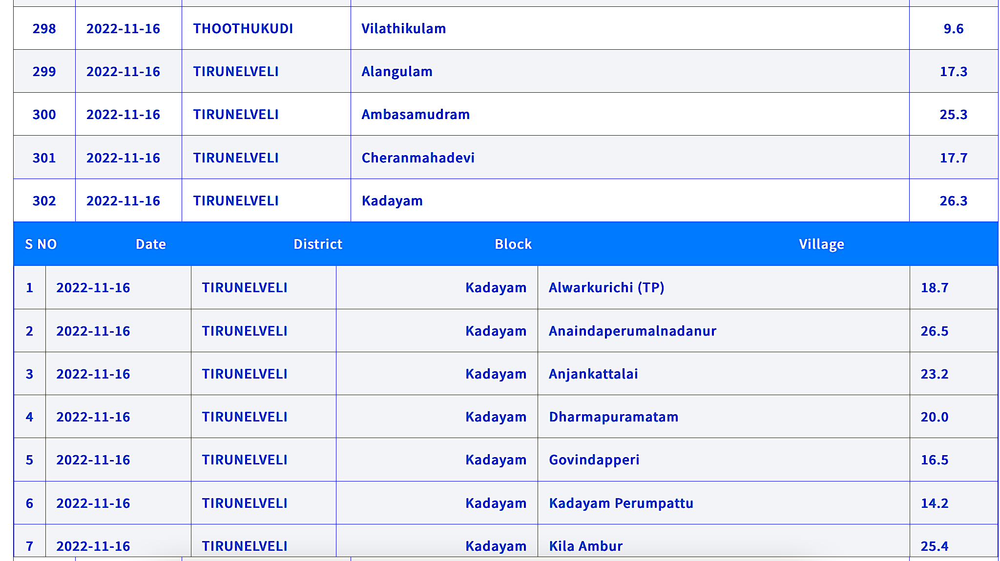 298 2022-11-16 THOOTHUKUDI Vilathikulam 9.6
299 2022-11-16 TIRUNELVELI Alangulam 17.3
300 2022-11-16 TIRUNELVELI Ambasamudram 25.3
301 2022-11-16 TIRUNELVELI Cheranmahadevi 17.7
302 2022-11-16 TIRUNELVELI Kadayam 26.3
S NO Date District Block Village
1 2022-11-16 TIRUNELVELI Kadayam Alwarkurichi (TP) 18.7
2 2022-11-16 TIRUNELVELI Kadayam Anaindaperumalnadanur 26.5
3 2022-11-16 TIRUNELVELI Kadayam Anjankattalai 23.2
4 2022-11-16 TIRUNELVELI Kadayam Dharmapuramatam 20.0
5 2022-11-16 TIRUNELVELI Kadayam Govindapperi 16.5
6 2022-11-16 TIRUNELVELI Kadayam Kadayam Perumpattu 14.2
7 2022-11-16 TIRUNELVELI Kadayam Kila Ambur 25.4